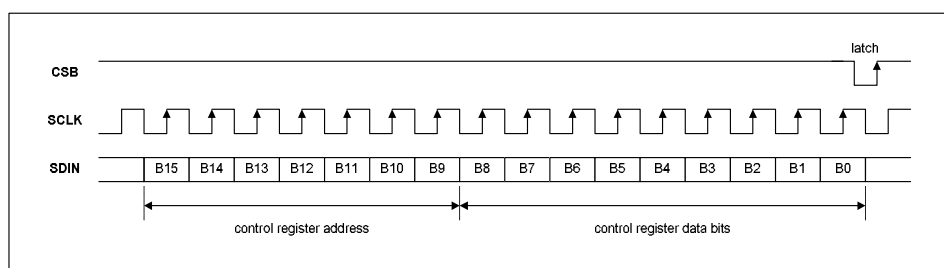 latch
CSB
SCLK
SDIN B15 B14 B13 B12 B11 B10 B9 B8 B7 B6 B5 B4 B3 B2 B1 B0
control register address control register data bits